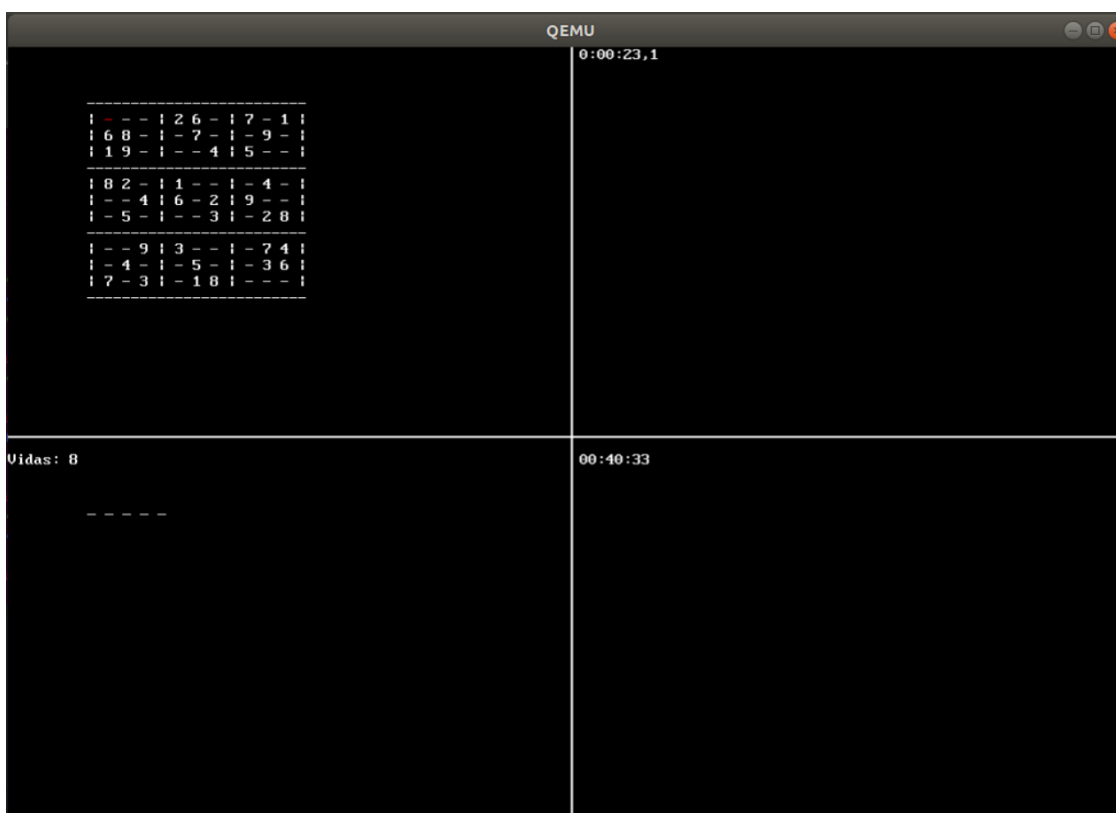 QEMU
0:00:23,1
---------------------------
| - - - | 2 6 - | 7 - 1 |
| 6 8 - | - 7 - | - 9 - |
| 1 9 - | - - 4 | 5 - - |
---------------------------
| 8 2 - | 1 - - | - 4 - |
| - - 4 | 6 - 2 | 9 - - |
| - 5 - | - - 3 | - 2 8 |
---------------------------
| - - 9 | 3 - - | - 7 4 |
| - 4 - | - 5 - | - 3 6 |
| 7 - 3 | - 1 8 | - - - |
---------------------------
Vidas: 8
_ _ _ _ _
00:40:33